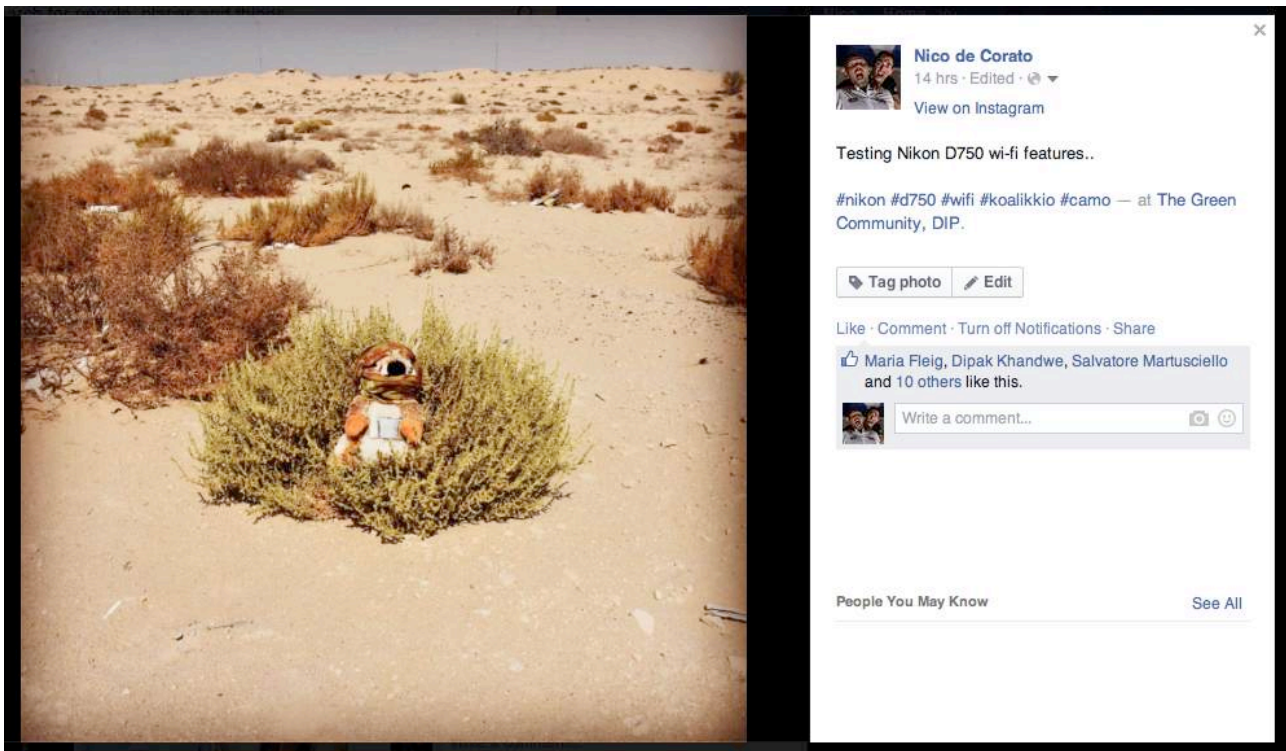 Nico de Corato
14 hrs · Edited ·
View on Instagram
Testing Nikon D750 wi-fi features..
#nikon #d750 #wifi #koalikkio #camo — at The Green
Community, DIP.
Tag photo Edit
Like · Comment · Turn off Notifications · Share
Maria Fleig, Dipak Khandwe, Salvatore Martusciello
and 10 others like this.
Write a comment...
People You May Know See All